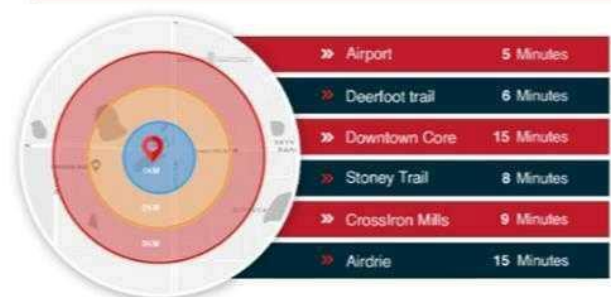 Airport 5 Minutes
Deerfoot trail 6 Minutes
Downtown Core 15 Minutes
Stoney Trail 8 Minutes
CrossIron Mills 9 Minutes
Airdrie 15 Minutes